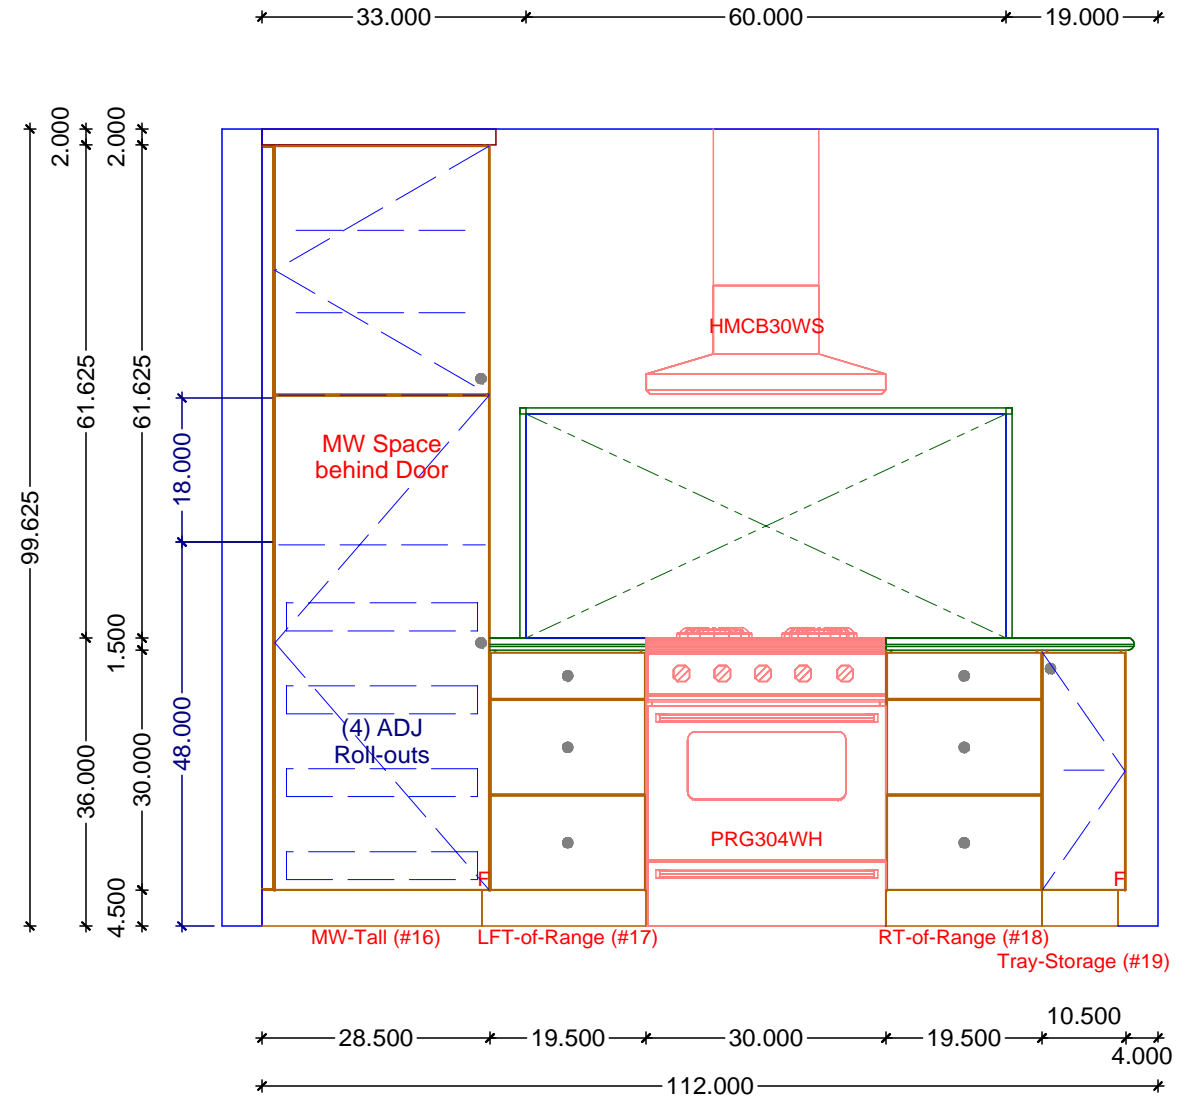 33.000
60.000
19.000
2.000
2.000
HMCB30WS
61.625
61.625
18.000
MW Space
behind Door
99.625
1.500
48.000
(4) ADJ
Roll-outs
36.000
30.000
PRG304WH
4.500
F
F
MW-Tall (#16)
LFT-of-Range (#17)
RT-of-Range (#18)
Tray-Storage (#19)
10.500
28.500
19.500
30.000
19.500
4.000
112.000